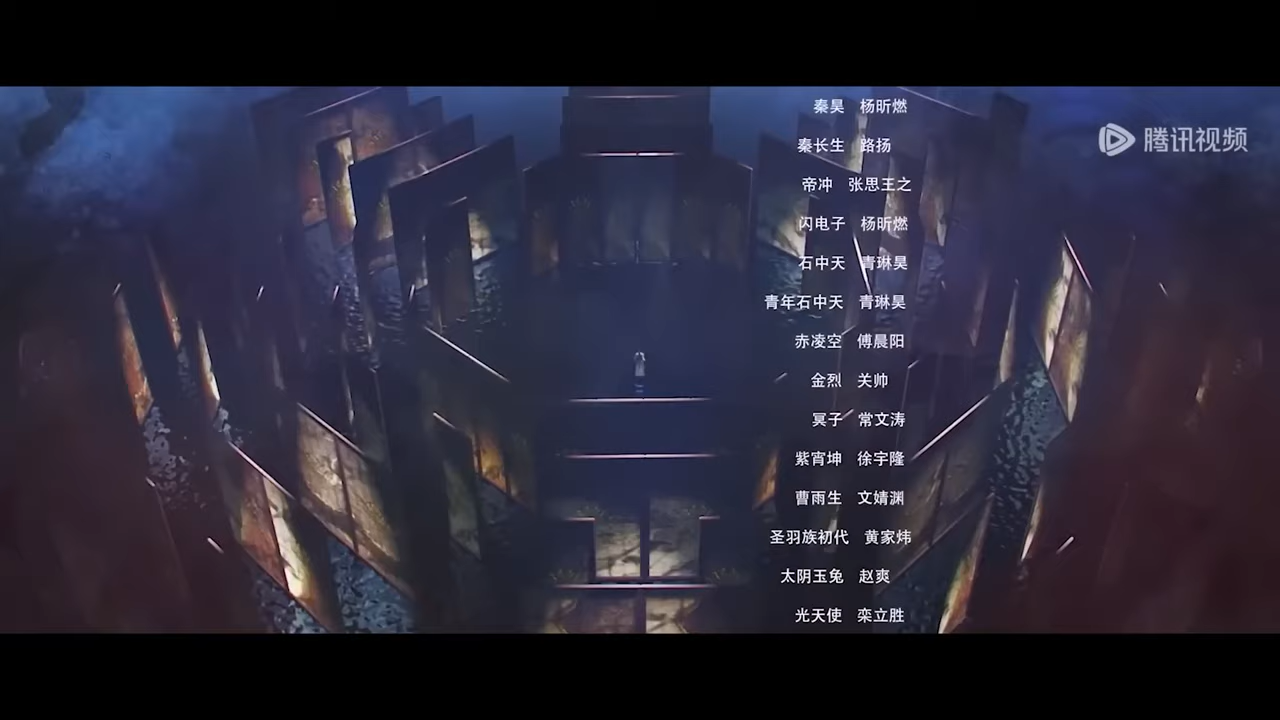 秦昊 杨昕燃
腾讯视频
秦长生 路扬
帝冲 张思王之
闪电子 杨昕燃
石中天 青琳昊
青年石中天 青琳昊
赤凌空 傅晨阳
金烈 关帅
冥子 常文涛
紫宵坤 徐宇隆
曹雨生 文婧渊
圣羽族初代 黄家炜
太阴玉兔 赵爽
光天使 栾立胜